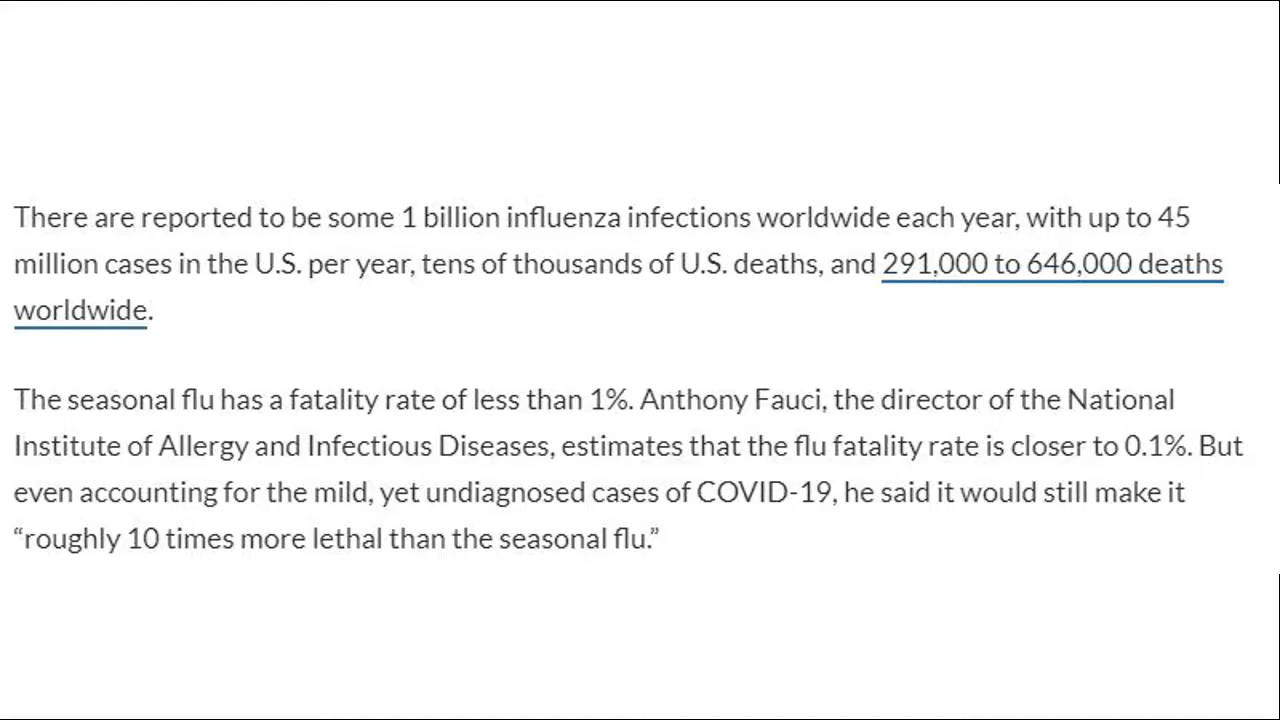 There are reported to be some 1 billion influenza infections worldwide each year, with up to 45
million cases in the U.S. per year, tens of thousands of U.S. deaths, and 291,000 to 646,000 deaths
worldwide.
The seasonal flu has a fatality rate of less than 1%. Anthony Fauci, the director of the National
Institute of Allergy and Infectious Diseases, estimates that the flu fatality rate is closer to 0.1%. But
even accounting for the mild, yet undiagnosed cases of COVID-19, he said it would still make it
“roughly 10 times more lethal than the seasonal flu.”